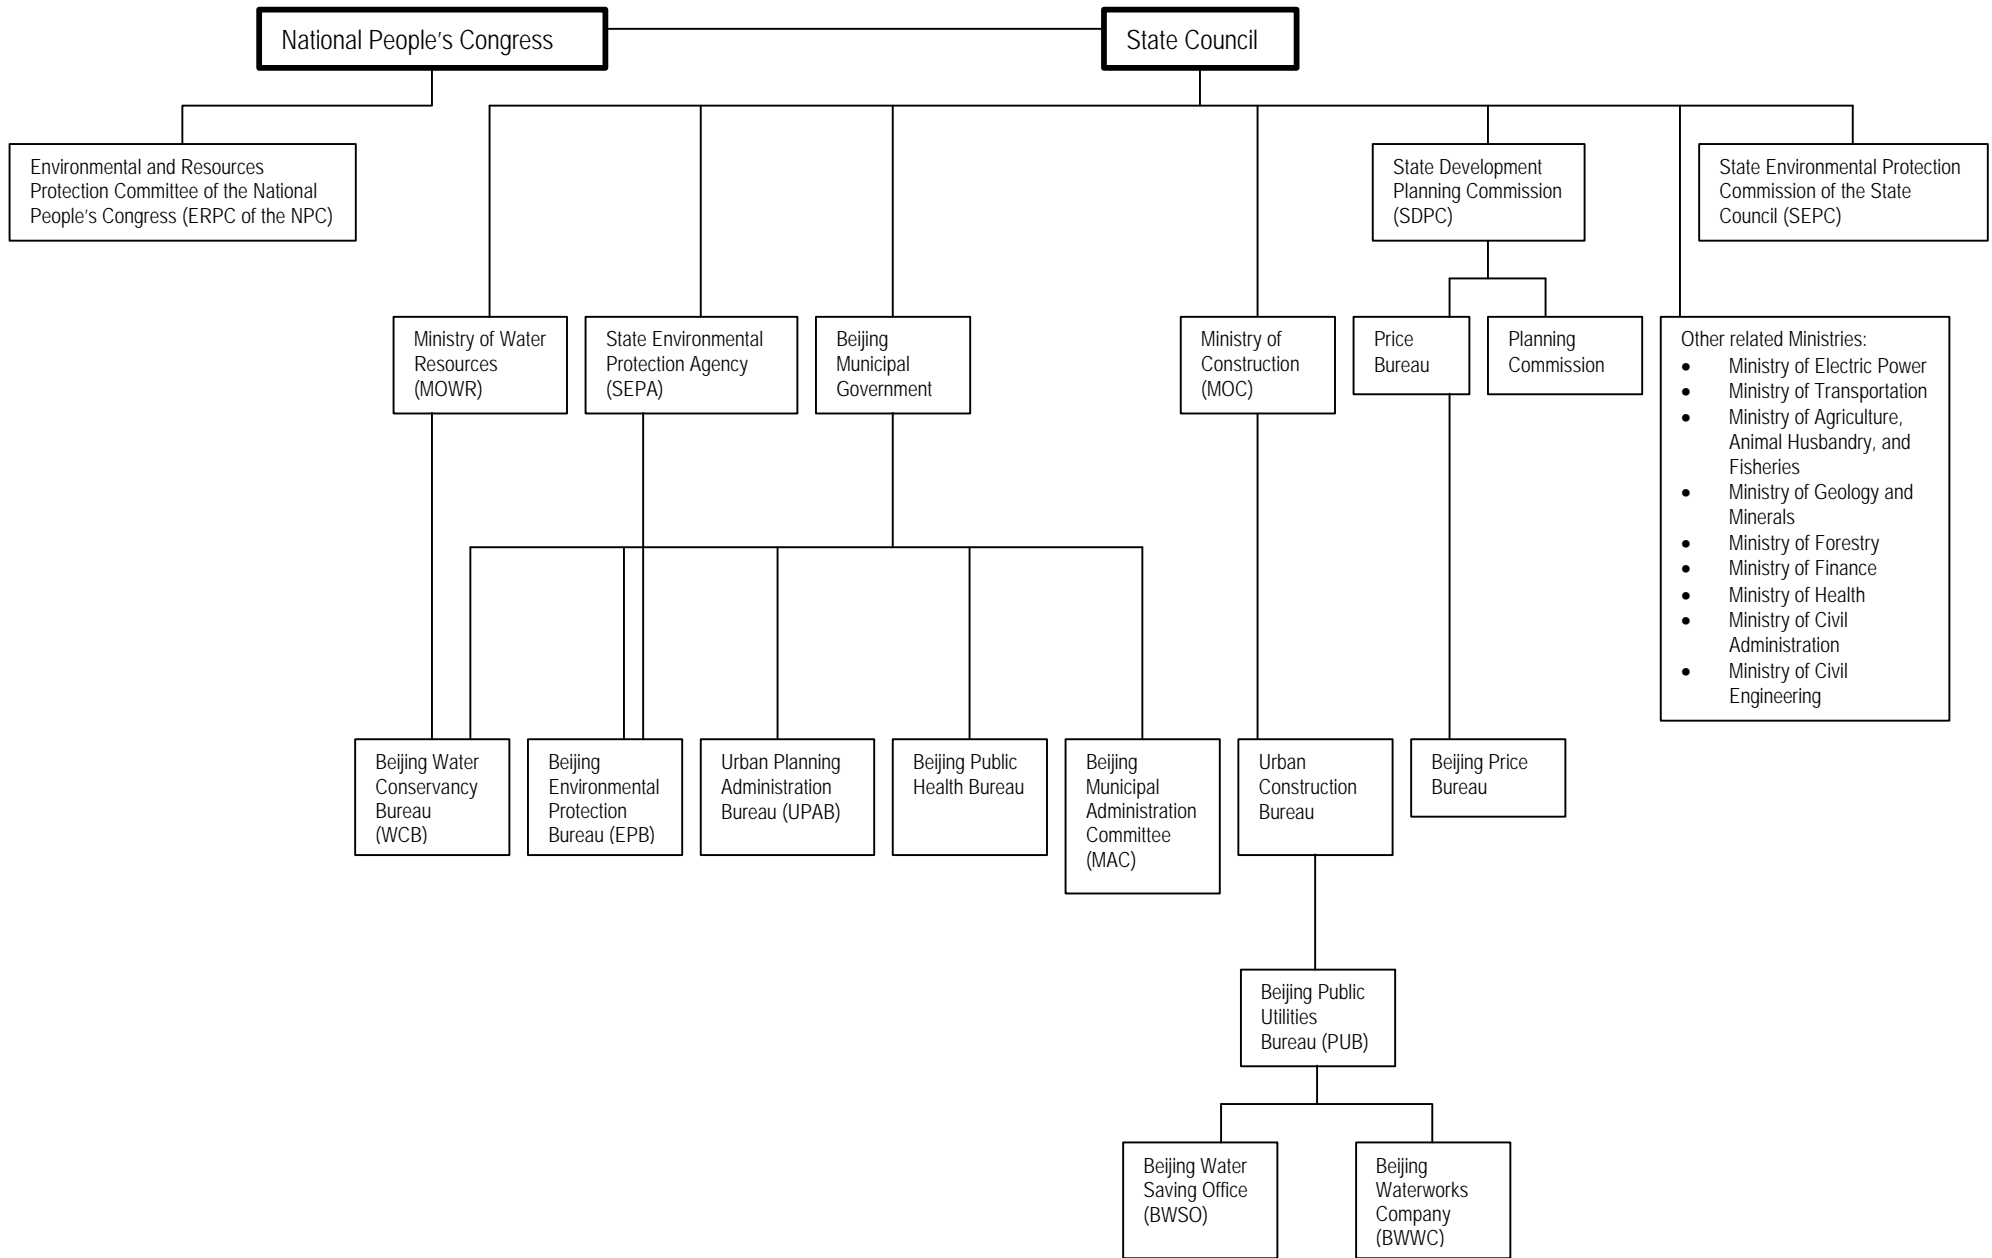 National People's Congress
State Council
Environmental and Resources
Protection Committee of the National
People's Congress (ERPC of the NPC)
State Development
Planning Commission
(SDPC)
State Environmental Protection
Commission of the State
Council (SEPC)
Ministry of Water
Resources
(MOWR)
State Environmental
Protection Agency
(SEPA)
Beijing
Municipal
Government
Ministry of
Construction
(MOC)
Price
Bureau
Planning
Commission
Other related Ministries:
• Ministry of Electric Power
• Ministry of Transportation
• Ministry of Agriculture,
Animal Husbandry, and
Fisheries
• Ministry of Geology and
Minerals
• Ministry of Forestry
• Ministry of Finance
• Ministry of Health
• Ministry of Civil
Administration
• Ministry of Civil
Engineering
Beijing Water
Conservancy
Bureau
(WCB)
Beijing
Environmental
Protection
Bureau (EPB)
Urban Planning
Administration
Bureau (UPAB)
Beijing Public
Health Bureau
Beijing
Municipal
Administration
Committee
(MAC)
Urban
Construction
Bureau
Beijing Price
Bureau
Beijing Public
Utilities
Bureau (PUB)
Beijing Water
Saving Office
(BWSO)
Beijing
Waterworks
Company
(BWWC)